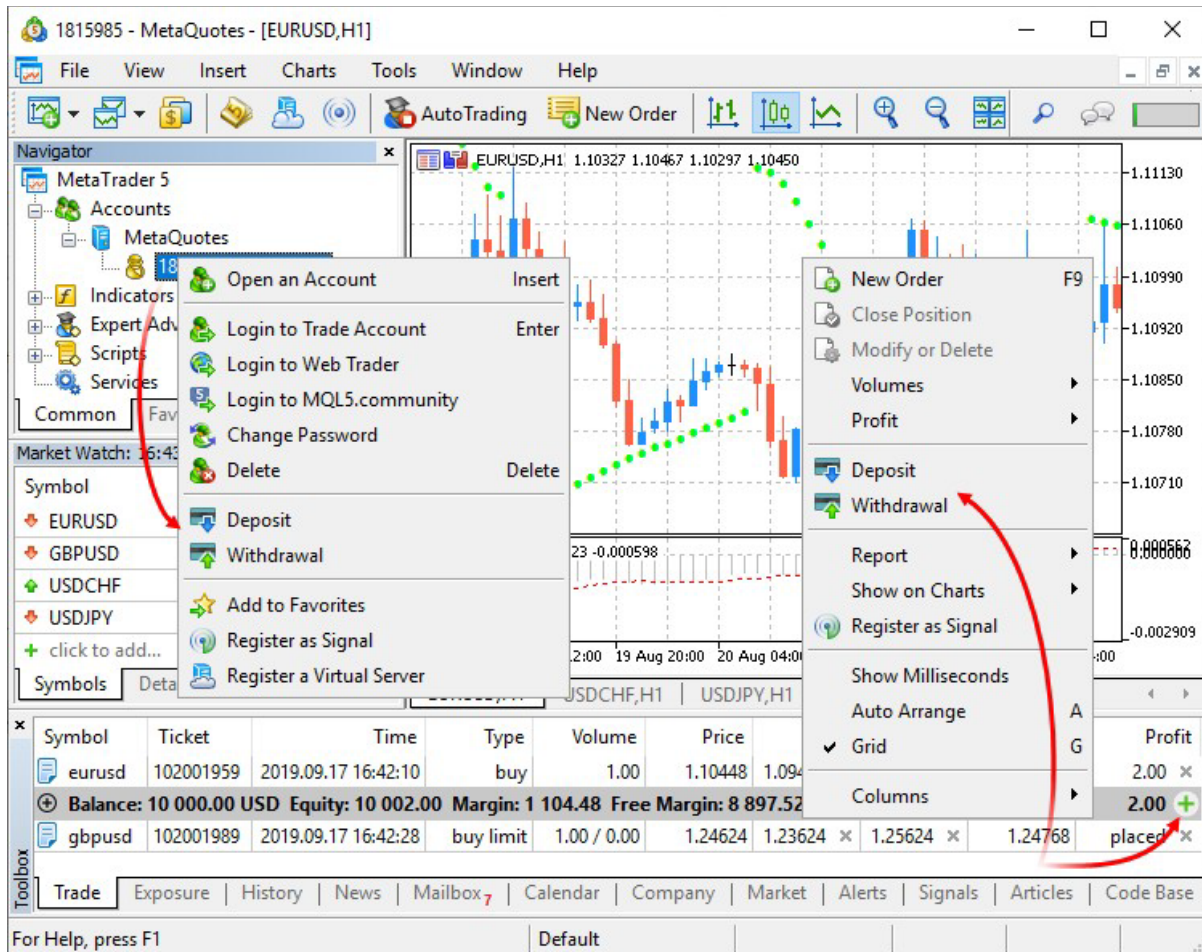 1815985 - MetaQuotes - [EURUSD,H1]
File View Insert Charts Tools Window Help
AutoTrading New Order
Navigator
MetaTrader 5
Accounts
MetaQuotes
18
Indicators
Expert Adv
Scripts
Services
Common Fav
Market Watch: 16:43
Symbol
EURUSD
GBPUSD
USDCHF
USDJPY
click to add...
Symbols Deta
Open an Account Insert
Login to Trade Account Enter
Login to Web Trader
Login to MQL5.community
Change Password
Delete Delete
Deposit
Withdrawal
Add to Favorites
Register as Signal
Register a Virtual Server
EURUSD,H1 1.10327 1.10467 1.10297 1.10450
1.11130
1.11060
1.10990
1.10920
1.10850
1.10780
1.10710
23 -0.000598
0.000562
-0.002909
12:00 19 Aug 20:00 20 Aug 04:00
USDCHF,H1 USDJPY,H1
New Order F9
Close Position
Modify or Delete
Volumes
Profit
Deposit
Withdrawal
Report
Show on Charts
Register as Signal
Show Milliseconds
Auto Arrange A
Grid G
Columns
Symbol Ticket Time Type Volume Price Profit
eurusd 102001959 2019.09.17 16:42:10 buy 1.00 1.10448 1.094 2.00
Balance: 10 000.00 USD Equity: 10 002.00 Margin: 1 104.48 Free Margin: 8 897.52 2.00
gbpusd 102001989 2019.09.17 16:42:28 buy limit 1.00 / 0.00 1.24624 1.23624 1.25624 1.24768 placed
Toolbox
Trade Exposure History News Mailbox 7 Calendar Company Market Alerts Signals Articles Code Base
For Help, press F1 Default